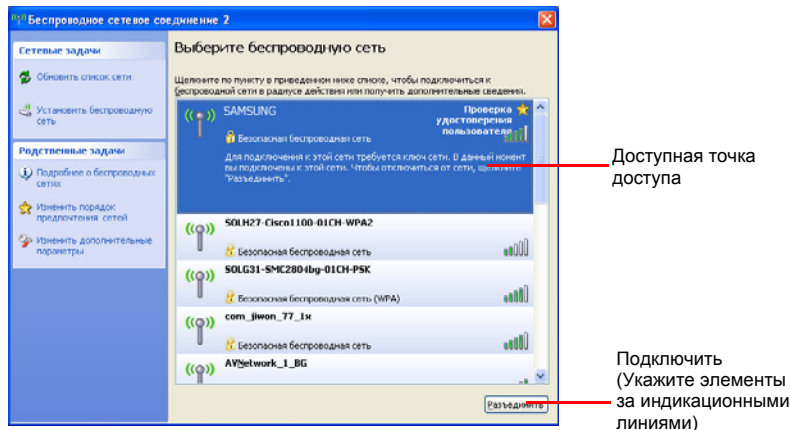 Беспроводное сетевое соединение 2
Сетевые задачи
Обновить список сети
Установить беспроводную
сеть
Родственные задачи
Подробнее о беспроводных
сетях
Изменить порядок
предпочтения сетей
Изменить дополнительные
параметры
Выберите беспроводную сеть
Щелкните по пункту в приведенном ниже списке, чтобы подключиться к
беспроводной сети в радиусе действия или получить дополнительные сведения.
SAMSUNG
Проверка
удостоверения
пользователя
Безопасная беспроводная сеть
Для подключения к этой сети требуется ключ сети. В данный момент
вы подключены к этой сети. Чтобы отключиться от сети, щелкните
"Разъединить".
SOLH27-Cisco1100-01CH-WPA2
Безопасная беспроводная сеть
SOLG31-SMC2804bg-01CH-PSK
Безопасная беспроводная сеть (WPA)
com_jiwon_77_1x
Безопасная беспроводная сеть
AVNetwork_1_BG
Разъединить
Доступная точка
доступа
Подключить
(Укажите элементы
за индикационными
линиями)